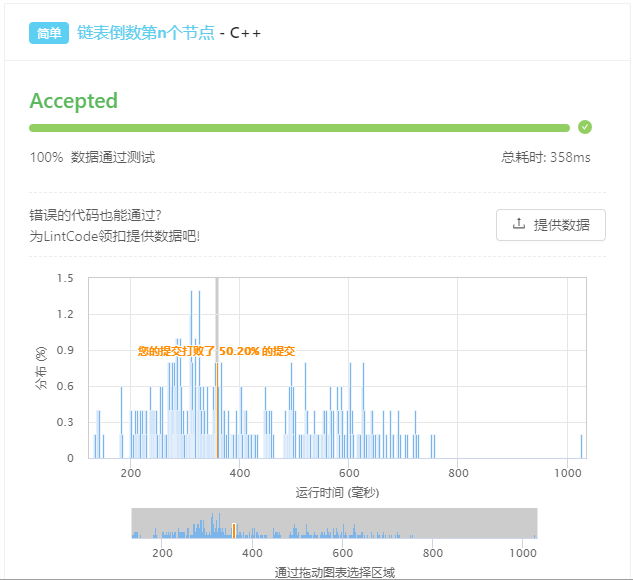 简单 链表倒数第n个节点 - C++
Accepted
100% 数据通过测试 总耗时: 358ms
错误的代码也能通过?
为LintCode领扣提供数据吧!
提供数据
1.5
1.2
0.9
0.6
0.3
0
分布 (%)
您的提交打败了 50.20% 的提交
200 400 600 800 1000
运行时间 (毫秒)
200 400 600 800 1000
通过拖动图表选择区域